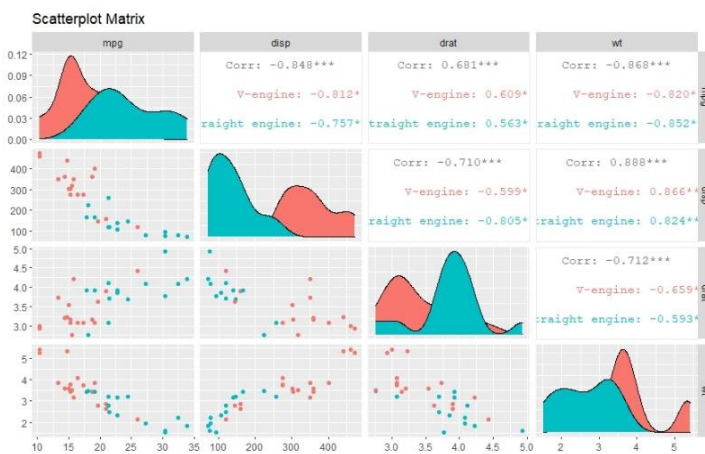 Scatterplot Matrix
mpg disp drat wt
0.12
0.09
0.06
0.03
0.00
Corr: -0.848***
V-engine: -0.812*
raight engine: -0.757*
Corr: 0.681***
V-engine: 0.609*
traight engine: 0.563*
Corr: -0.868***
V-engine: -0.820*
raight engine: -0.852*
mpg
400
300
200
100
Corr: -0.710***
V-engine: -0.599*
raight engine: -0.805*
Corr: 0.888***
V-engine: 0.866**
raight engine: 0.824**
disp
5.0
4.5
4.0
3.5
3.0
Corr: -0.712***
V-engine: -0.659*
raight engine: -0.593*
5
4
3
2
10 15 20 25 30 35 100 200 300 400 3.0 3.5 4.0 4.5 5.0 2 3 4 5